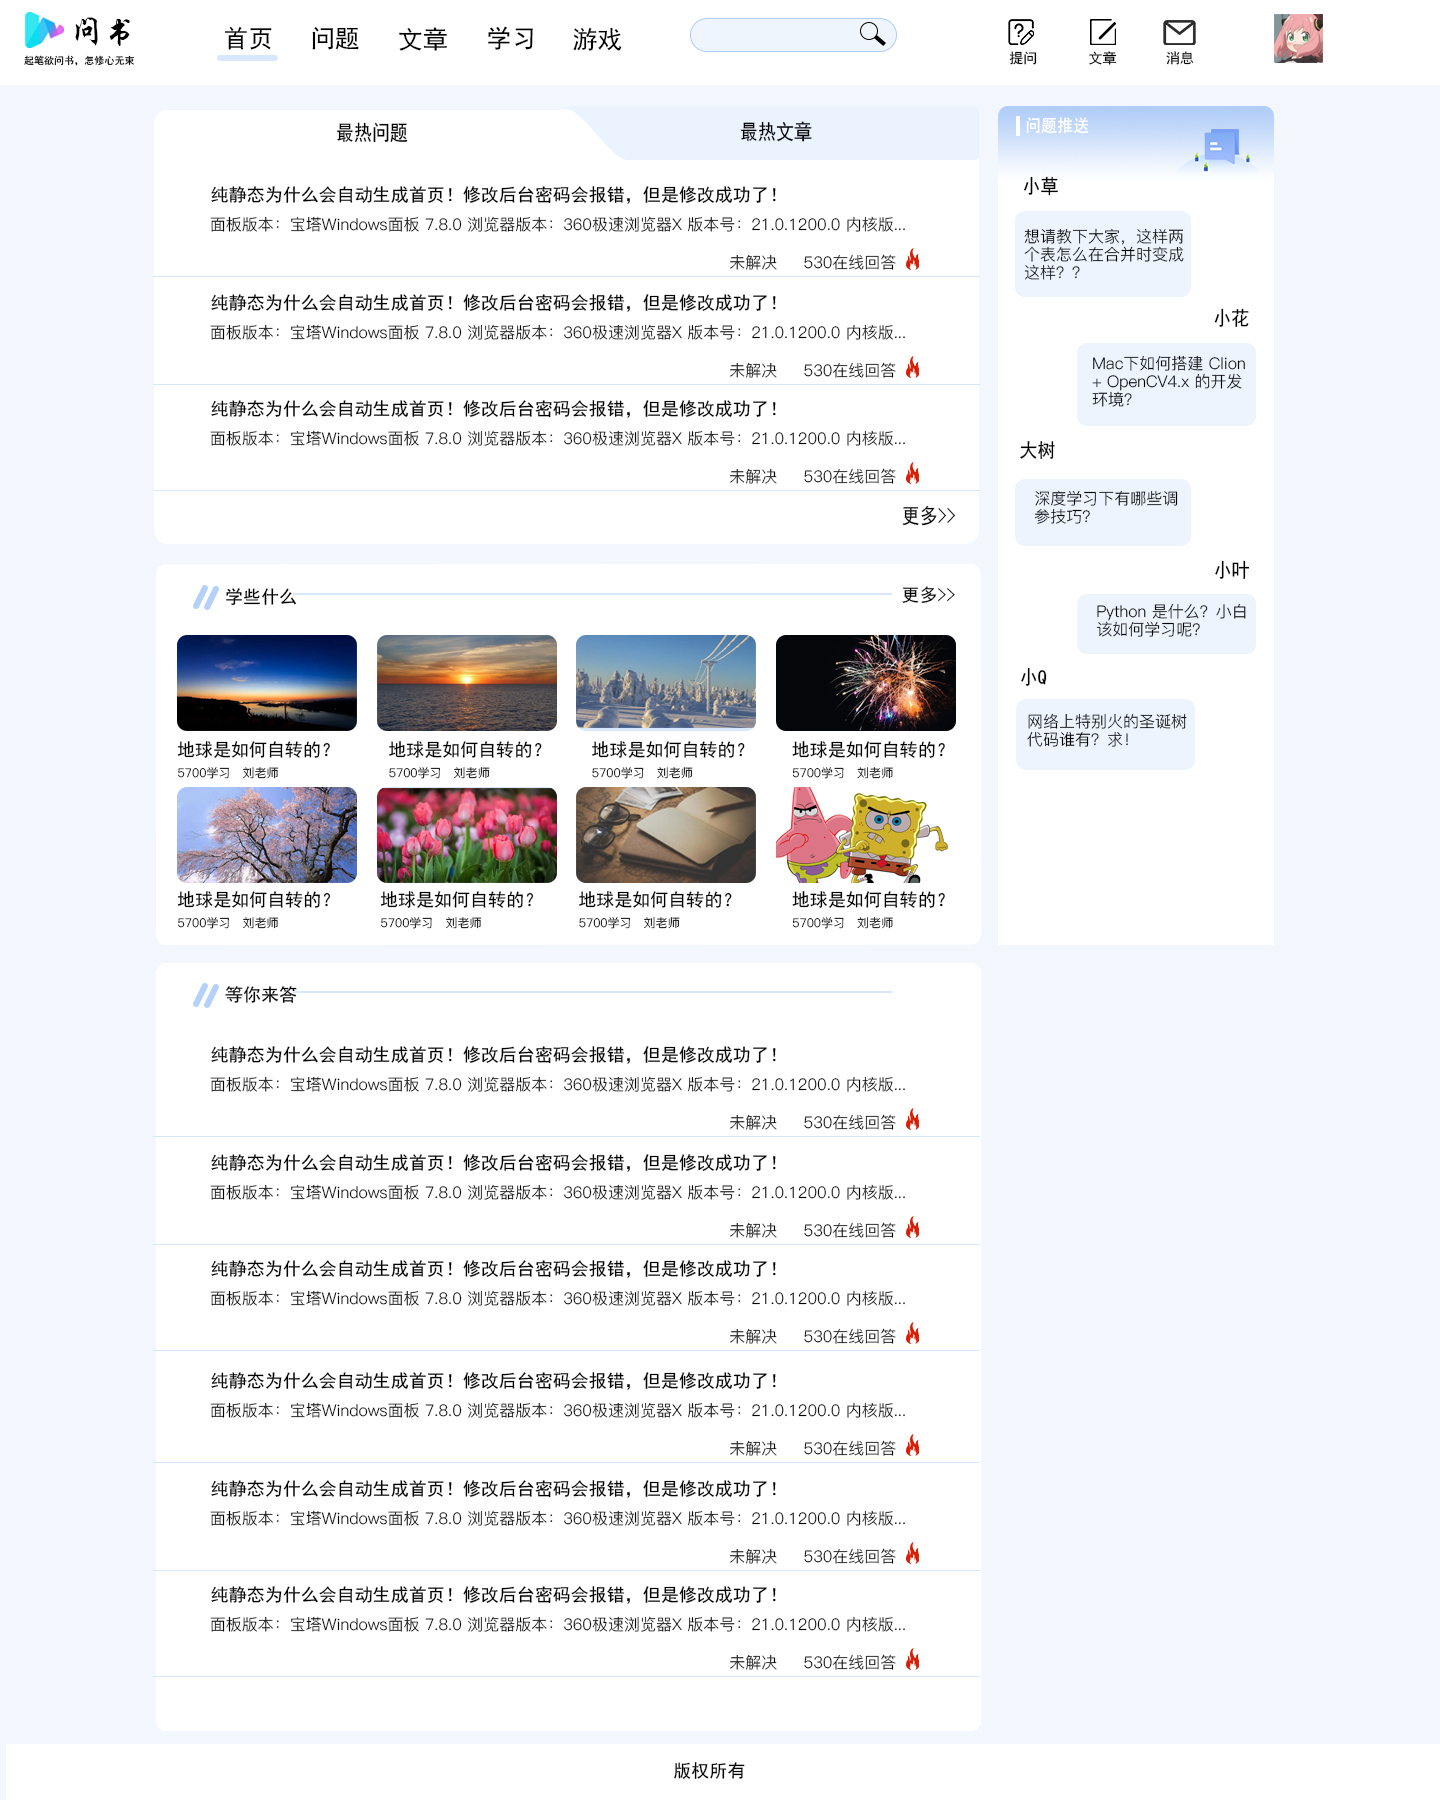 问书
起笔欲问书，怎修心无束
首页
问题
文章
学习
游戏
提问
文章
消息
最热问题
最热文章
纯静态为什么会自动生成首页！修改后台密码会报错，但是修改成功了！
面板版本：宝塔Windows面板 7.8.0 浏览器版本：360极速浏览器X 版本号：21.0.1200.0 内核版...
未解决 530在线回答
纯静态为什么会自动生成首页！修改后台密码会报错，但是修改成功了！
面板版本：宝塔Windows面板 7.8.0 浏览器版本：360极速浏览器X 版本号：21.0.1200.0 内核版...
未解决 530在线回答
纯静态为什么会自动生成首页！修改后台密码会报错，但是修改成功了！
面板版本：宝塔Windows面板 7.8.0 浏览器版本：360极速浏览器X 版本号：21.0.1200.0 内核版...
未解决 530在线回答
更多>>
问题推送
小草
想请教下大家，这样两
个表怎么在合并时变成
这样？？
小花
Mac下如何搭建 Clion
+ OpenCV4.x 的开发
环境？
大树
深度学习下有哪些调
参技巧？
小叶
Python 是什么？小白
该如何学习呢？
小Q
网络上特别火的圣诞树
代码谁有？求！
学些什么
更多>>
地球是如何自转的？
5700学习 刘老师
地球是如何自转的？
5700学习 刘老师
地球是如何自转的？
5700学习 刘老师
地球是如何自转的？
5700学习 刘老师
地球是如何自转的？
5700学习 刘老师
地球是如何自转的？
5700学习 刘老师
地球是如何自转的？
5700学习 刘老师
地球是如何自转的？
5700学习 刘老师
等你来答
纯静态为什么会自动生成首页！修改后台密码会报错，但是修改成功了！
面板版本：宝塔Windows面板 7.8.0 浏览器版本：360极速浏览器X 版本号：21.0.1200.0 内核版...
未解决 530在线回答
纯静态为什么会自动生成首页！修改后台密码会报错，但是修改成功了！
面板版本：宝塔Windows面板 7.8.0 浏览器版本：360极速浏览器X 版本号：21.0.1200.0 内核版...
未解决 530在线回答
纯静态为什么会自动生成首页！修改后台密码会报错，但是修改成功了！
面板版本：宝塔Windows面板 7.8.0 浏览器版本：360极速浏览器X 版本号：21.0.1200.0 内核版...
未解决 530在线回答
纯静态为什么会自动生成首页！修改后台密码会报错，但是修改成功了！
面板版本：宝塔Windows面板 7.8.0 浏览器版本：360极速浏览器X 版本号：21.0.1200.0 内核版...
未解决 530在线回答
纯静态为什么会自动生成首页！修改后台密码会报错，但是修改成功了！
面板版本：宝塔Windows面板 7.8.0 浏览器版本：360极速浏览器X 版本号：21.0.1200.0 内核版...
未解决 530在线回答
纯静态为什么会自动生成首页！修改后台密码会报错，但是修改成功了！
面板版本：宝塔Windows面板 7.8.0 浏览器版本：360极速浏览器X 版本号：21.0.1200.0 内核版...
未解决 530在线回答
版权所有